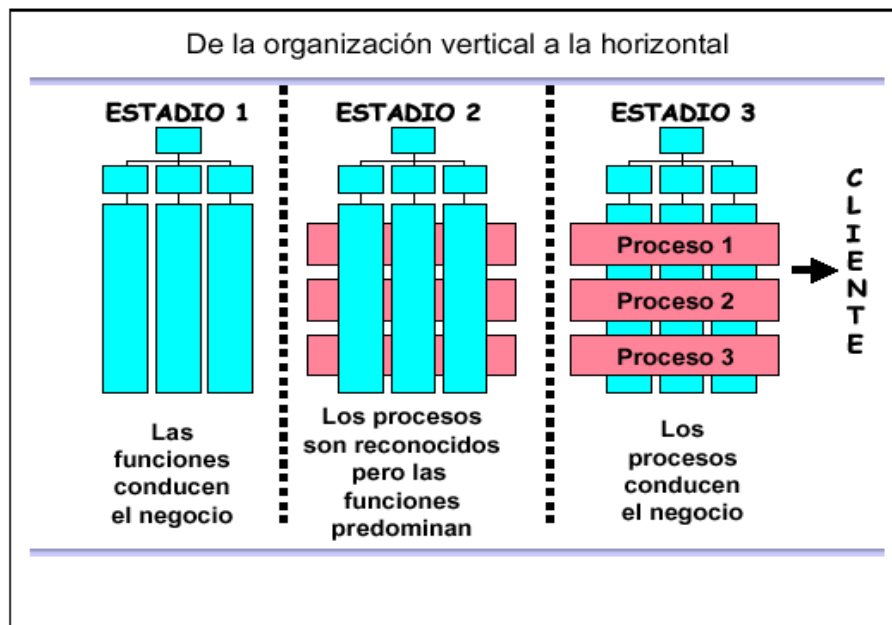 De la organización vertical a la horizontal
ESTADIO 1
Las
funciones
conducen
el negocio
ESTADIO 2
Los procesos
son reconocidos
pero las
funciones
predominan
ESTADIO 3
Proceso 1
Proceso 2
Proceso 3
Los
procesos
conducen
el negocio
CLIENTE